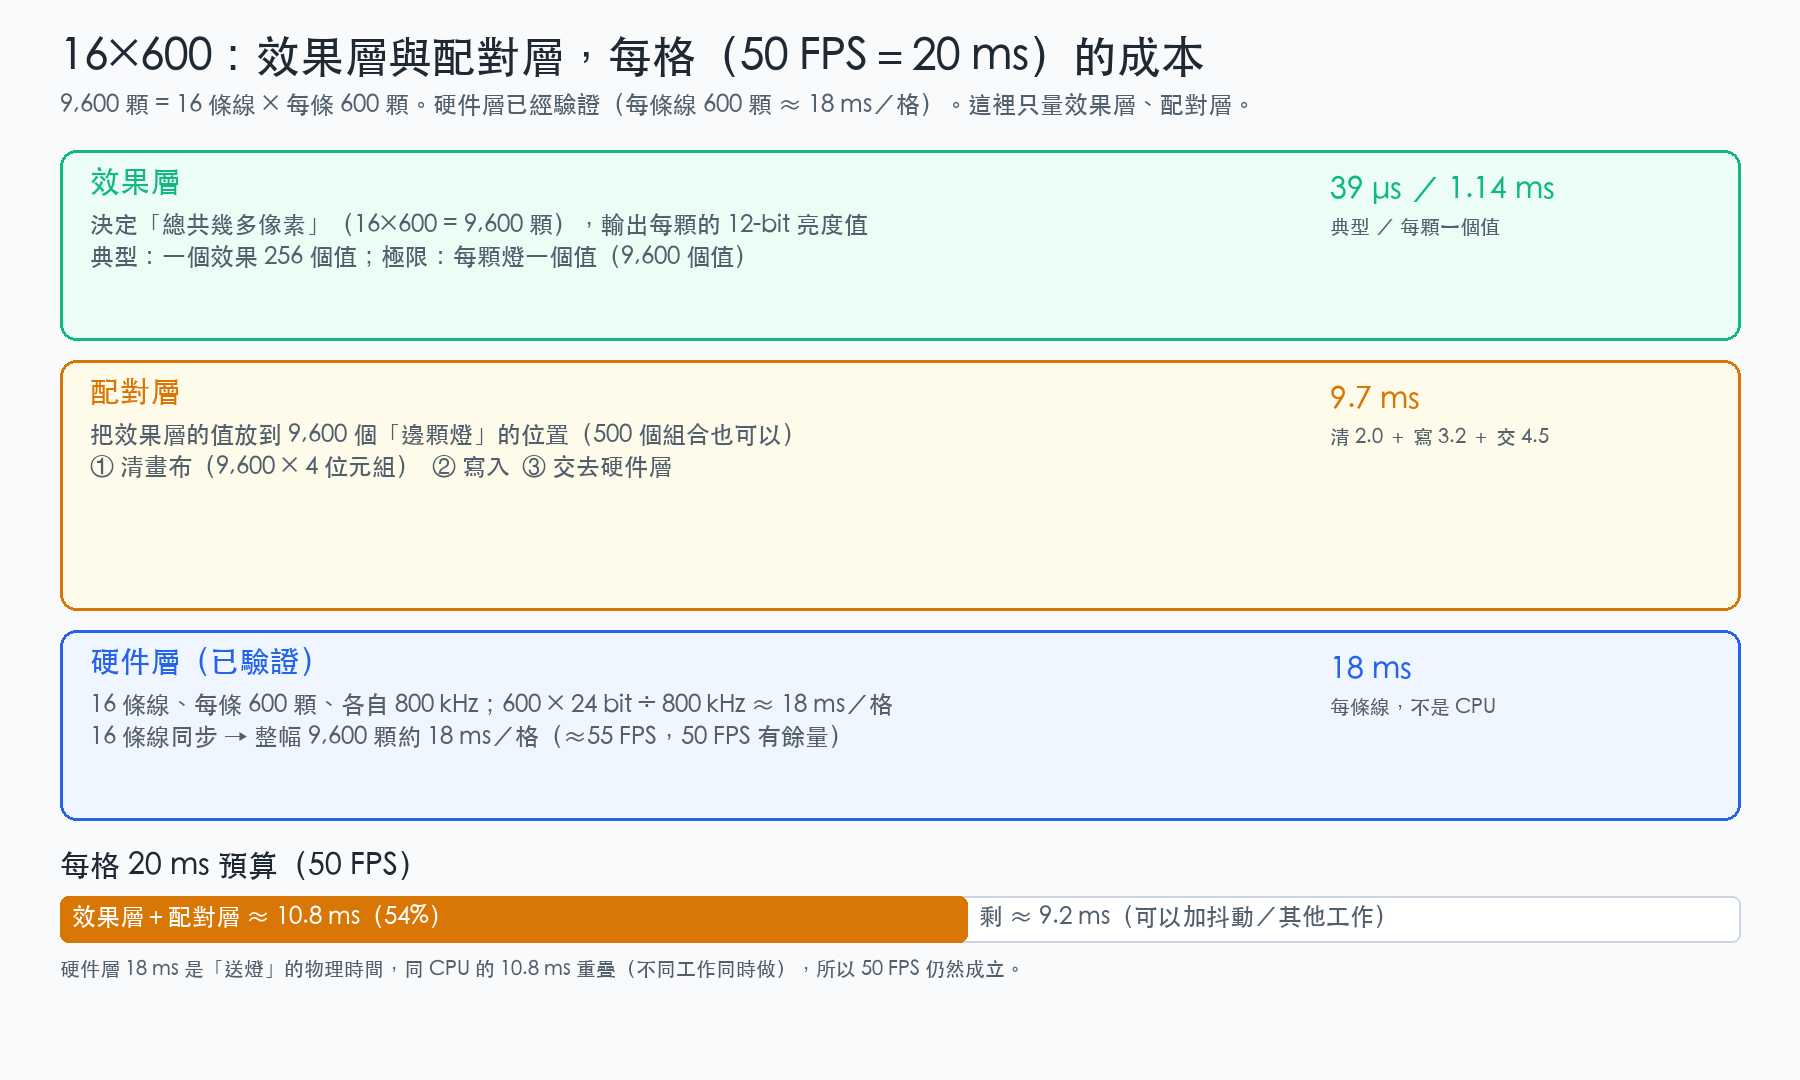 16×600：效果層與配對層，每格（50 FPS = 20 ms）的成本
9,600 顆 = 16 條線 × 每條 600 顆。硬件層已經驗證（每條線 600 顆 ≈ 18 ms／格）。這裡只量效果層、配對層。
效果層
39 µs ／ 1.14 ms
決定「總共幾多像素」（16×600 = 9,600 顆），輸出每顆的 12-bit 亮度值
典型 ／ 每顆一個值
典型：一個效果 256 個值；極限：每顆燈一個值（9,600 個值）
配對層
9.7 ms
把效果層的值放到 9,600 個「邊顆燈」的位置（500 個組合也可以）
清 2.0 + 寫 3.2 + 交 4.5
① 清畫布（9,600 × 4 位元組） ② 寫入 ③ 交去硬件層
硬件層（已驗證）
18 ms
16 條線、每條 600 顆、各自 800 kHz；600 × 24 bit ÷ 800 kHz ≈ 18 ms／格
每條線，不是 CPU
16 條線同步 → 整幅 9,600 顆約 18 ms／格（≈55 FPS，50 FPS 有餘量）
每格 20 ms 預算（50 FPS）
效果層＋配對層 ≈ 10.8 ms（54%）
剩 ≈ 9.2 ms（可以加抖動／其他工作）
硬件層 18 ms 是「送燈」的物理時間，同 CPU 的 10.8 ms 重疊（不同工作同時做），所以 50 FPS 仍然成立。